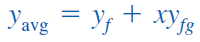 y_avg = y_f + xy_fg